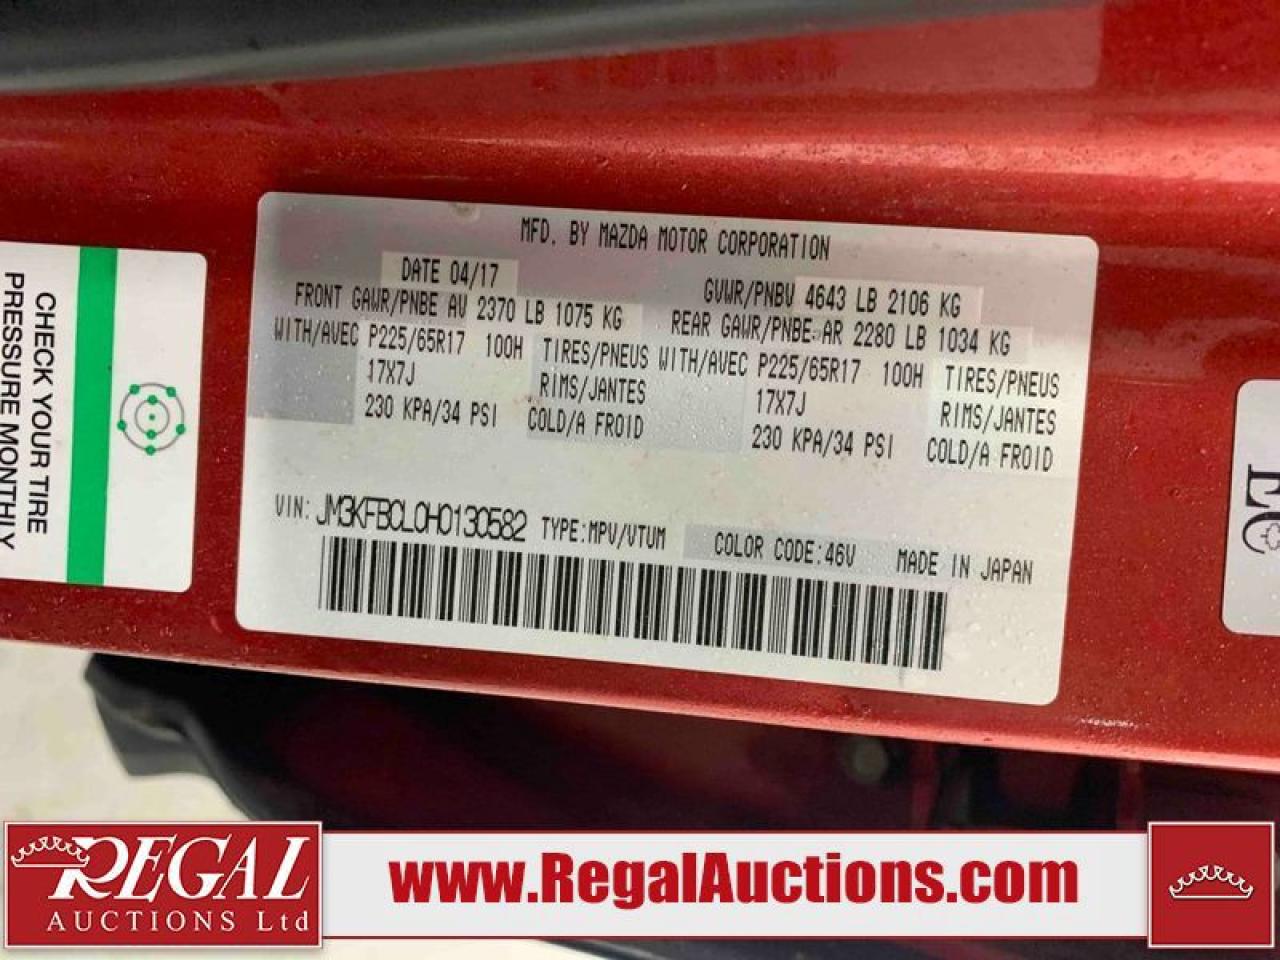 MFD. BY MAZDA MOTOR CORPORATION
DATE 04/17 GVWR/PNBV 4643 LB 2106 KG
FRONT GAWR/PNBE AV 2370 LB 1075 KG REAR GAWR/PNBE AR 2280 LB 1034 KG
WITH/AVEC P225/65R17 100H TIRES/PNEUS WITH/AVEC P225/65R17 100H TIRES/PNEUS
17X7J RIMS/JANTES 17X7J RIMS/JANTES
230 KPA/34 PSI COLD/A FROID 230 KPA/34 PSI COLD/A FROID
VIN: JM3KFBCL0H0130582 TYPE:MPV/VTUM COLOR CODE:46V MADE IN JAPAN
CHECK YOUR TIRE
PRESSURE MONTHLY
EC
REGAL
AUCTIONS Ltd
www.RegalAuctions.com